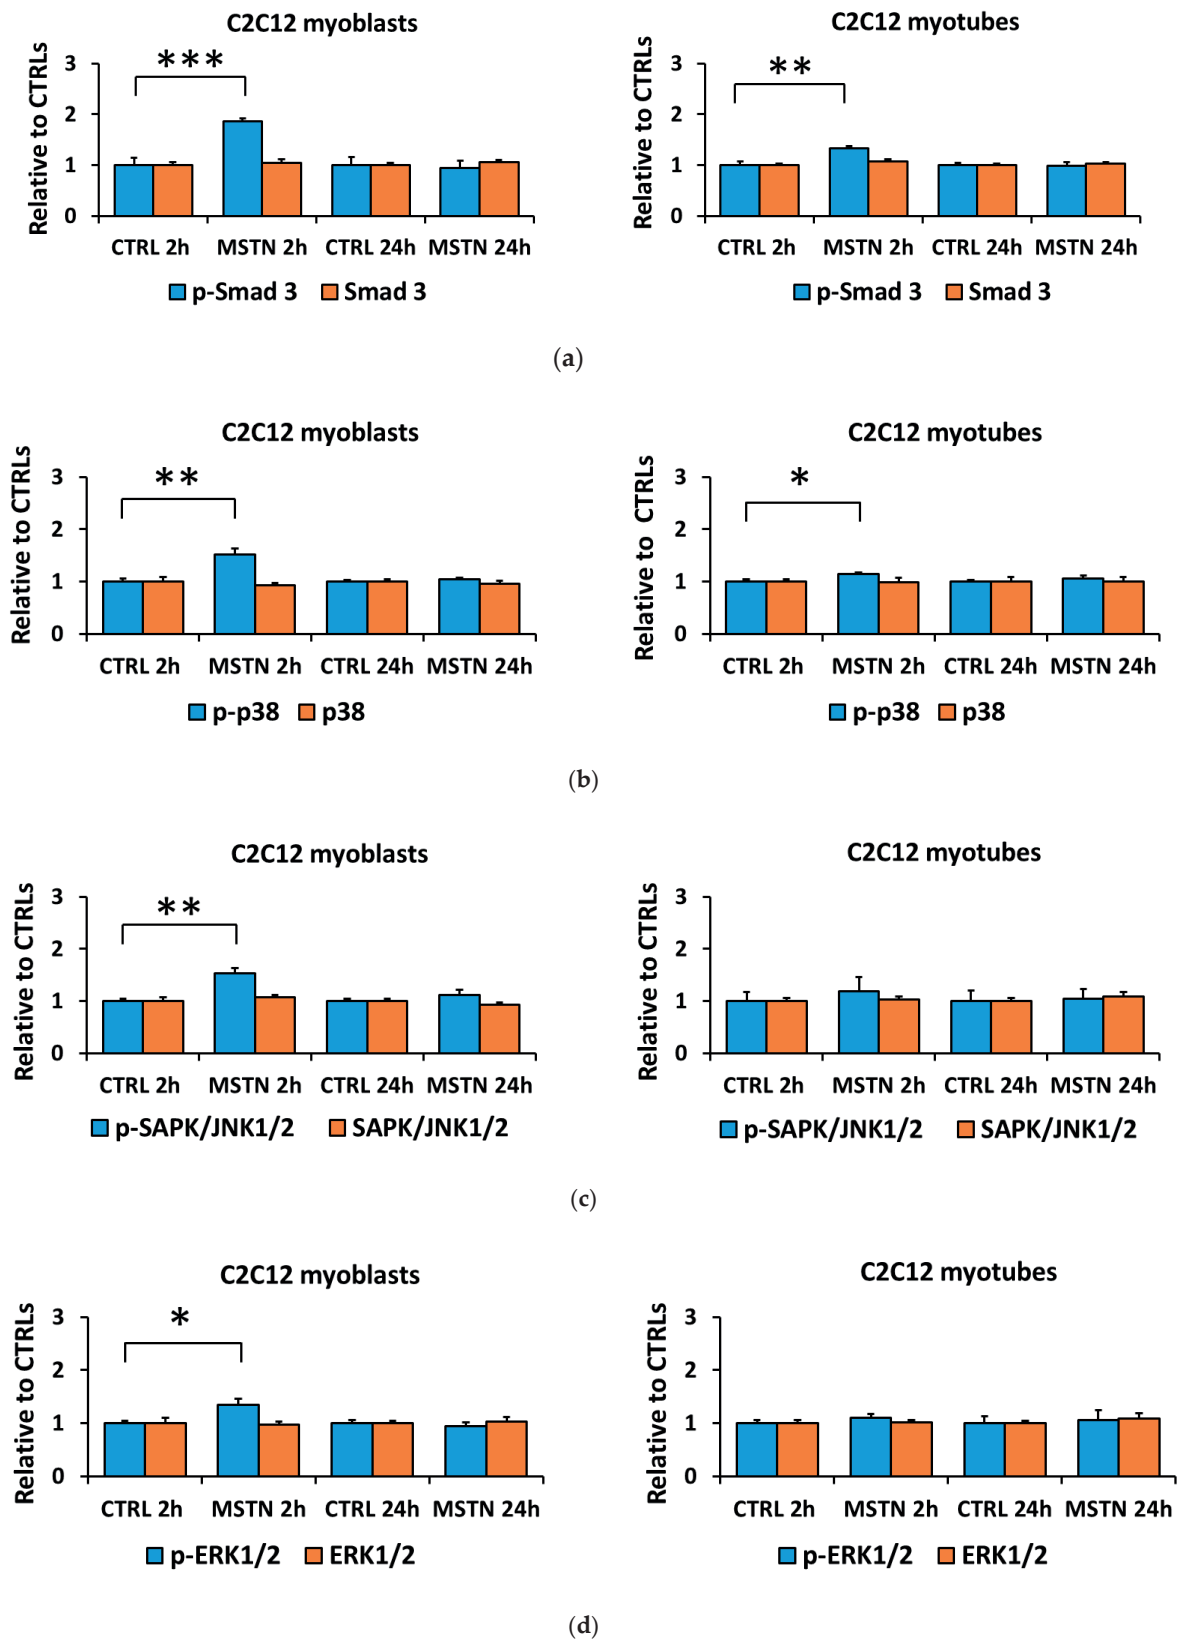 C2C12 myoblasts
Relative to CTRLs
3
2
1
0
***
CTRL 2h MSTN 2h CTRL 24h MSTN 24h
p-Smad 3 Smad 3
C2C12 myotubes
Relative to CTRLs
3
2
1
0
**
CTRL 2h MSTN 2h CTRL 24h MSTN 24h
p-Smad 3 Smad 3
(a)
C2C12 myoblasts
Relative to CTRLs
3
2
1
0
**
CTRL 2h MSTN 2h CTRL 24h MSTN 24h
p-p38 p38
C2C12 myotubes
Relative to CTRLs
3
2
1
0
*
CTRL 2h MSTN 2h CTRL 24h MSTN 24h
p-p38 p38
(b)
C2C12 myoblasts
Relative to CTRLs
3
2
1
0
**
CTRL 2h MSTN 2h CTRL 24h MSTN 24h
p-SAPK/JNK1/2 SAPK/JNK1/2
C2C12 myotubes
Relative to CTRLs
3
2
1
0
CTRL 2h MSTN 2h CTRL 24h MSTN 24h
p-SAPK/JNK1/2 SAPK/JNK1/2
(c)
C2C12 myoblasts
Relative to CTRLs
3
2
1
0
*
CTRL 2h MSTN 2h CTRL 24h MSTN 24h
p-ERK1/2 ERK1/2
C2C12 myotubes
Relative to CTRLs
3
2
1
0
CTRL 2h MSTN 2h CTRL 24h MSTN 24h
p-ERK1/2 ERK1/2
(d)